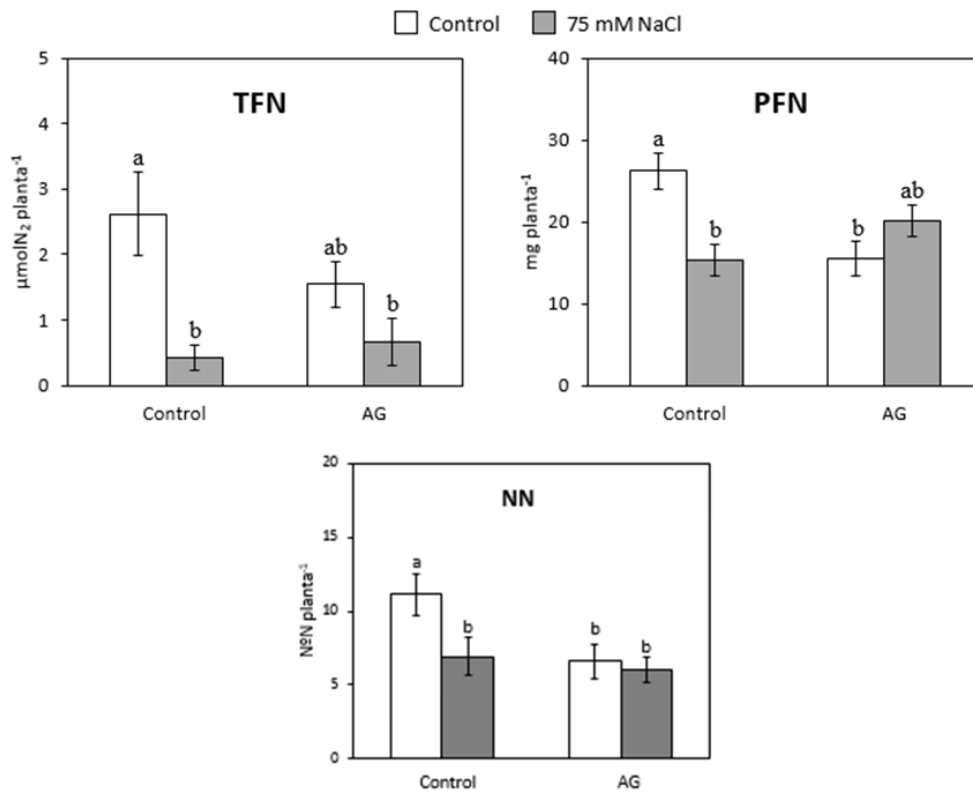 Control 75 mM NaCl
TFN
µmolN₂ planta⁻¹
5
4
3
2
1
0
a
b
ab
b
Control AG
PFN
mg planta⁻¹
40
30
20
10
0
a
b
b
ab
Control AG
NN
NºN planta⁻¹
20
15
10
5
0
a
b
b
b
Control AG